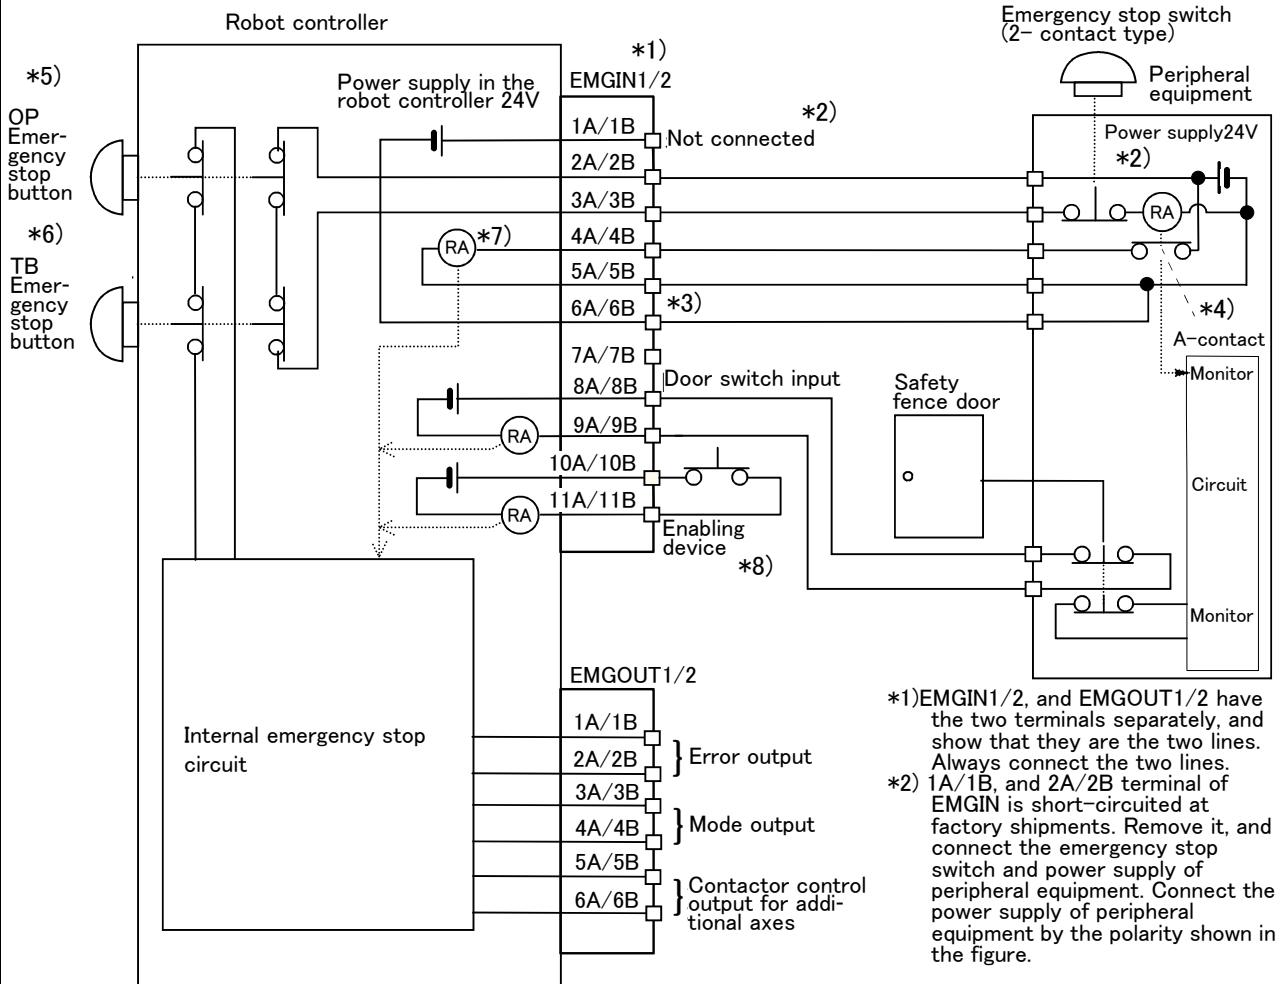 Robot controller
Emergency stop switch
(2- contact type)
*1)
*5)
EMGIN1/2
Peripheral
equipment
Power supply in the
robot controller 24V
OP
Emer-
gency
stop
button
1A/1B
Not connected
*2)
Power supply24V
*2)
2A/2B
3A/3B
RA
*6)
RA
*7)
4A/4B
TB
Emer-
gency
stop
button
5A/5B
6A/6B
*3)
*4)
A-contact
7A/7B
8A/8B
Door switch input
Safety
fence door
Monitor
9A/9B
RA
10A/10B
Circuit
11A/11B
RA
Enabling
device
*8)
Monitor
EMGOUT1/2
Internal emergency stop
circuit
1A/1B
2A/2B
Error output
3A/3B
4A/4B
Mode output
5A/5B
6A/6B
Contactor control
output for addi-
tional axes
*1)EMGIN1/2, and EMGOUT1/2 have
the two terminals separately, and
show that they are the two lines.
Always connect the two lines.
*2) 1A/1B, and 2A/2B terminal of
EMGIN is short-circuited at
factory shipments. Remove it, and
connect the emergency stop
switch and power supply of
peripheral equipment. Connect the
power supply of peripheral
equipment by the polarity shown in
the figure.